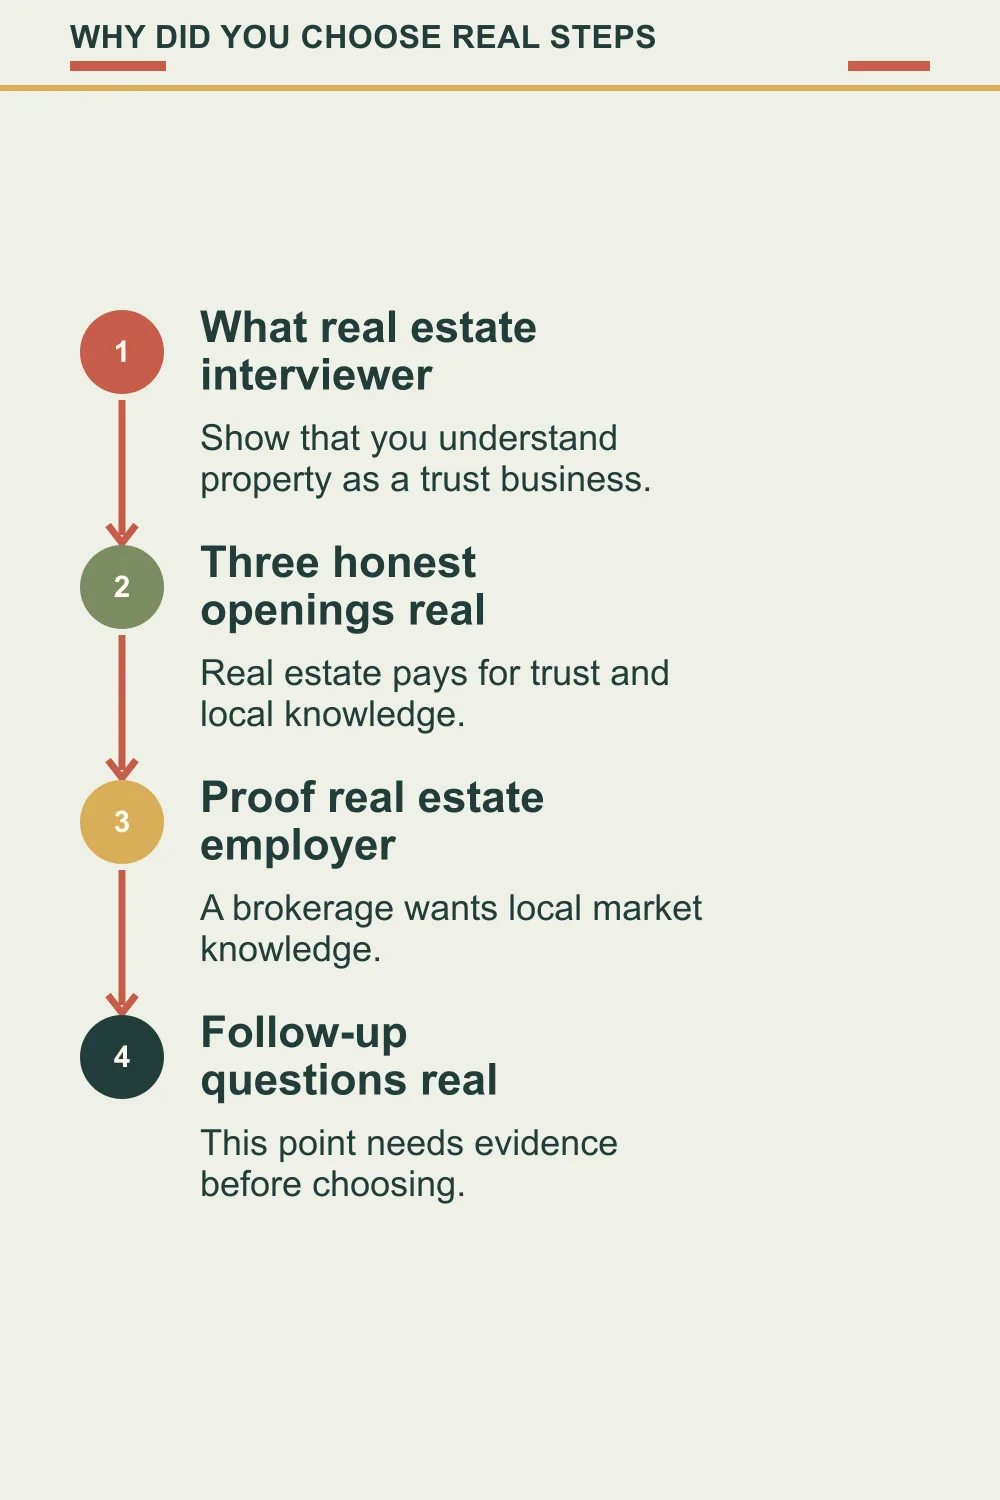 WHY DID YOU CHOOSE REAL STEPS
1
What real estate
interviewer
Show that you understand
property as a trust business.
2
Three honest
openings real
Real estate pays for trust and
local knowledge.
3
Proof real estate
employer
A brokerage wants local market
knowledge.
4
Follow-up
questions real
This point needs evidence
before choosing.